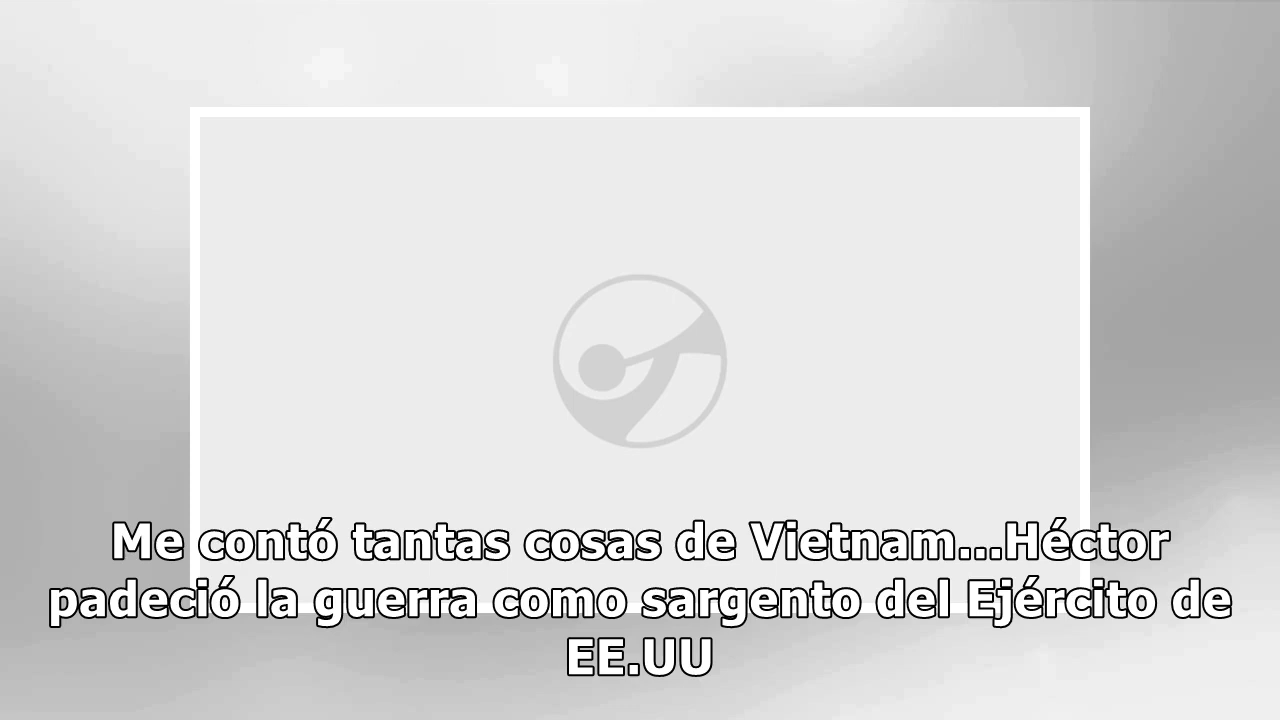 Me contó tantas cosas de Vietnam...Héctor
padeció la guerra como sargento del Ejército de
EE.UU